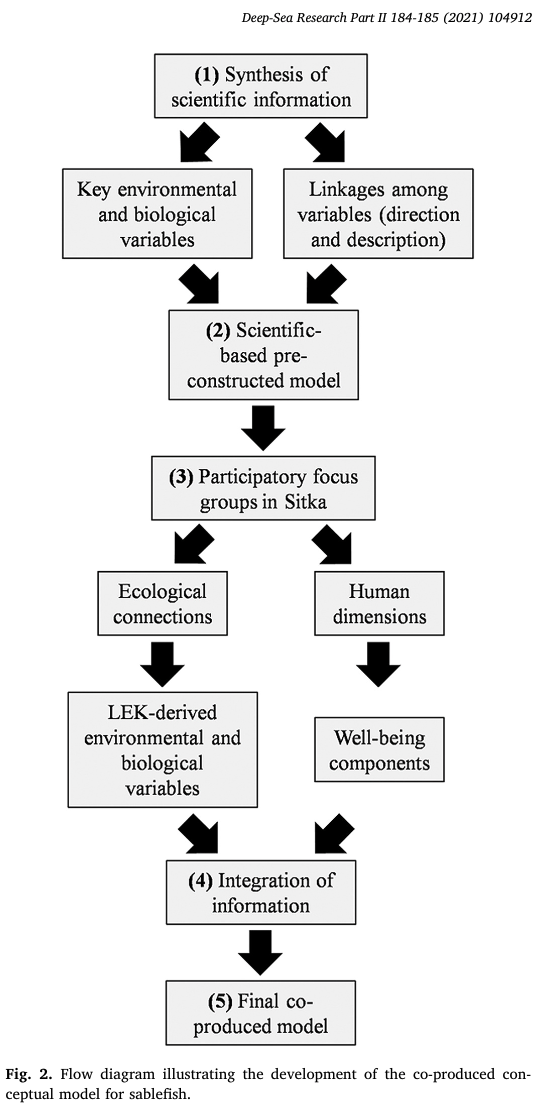 Deep-Sea Research Part II 184-185 (2021) 104912
(1) Synthesis of
scientific information
Key environmental
and biological
variables
Linkages among
variables (direction
and description)
(2) Scientific-
based pre-
constructed model
(3) Participatory focus
groups in Sitka
Ecological
connections
Human
dimensions
LEK-derived
environmental and
biological
variables
Well-being
components
(4) Integration of
information
(5) Final co-
produced model
Fig. 2. Flow diagram illustrating the development of the co-produced con-
ceptual model for sablefish.